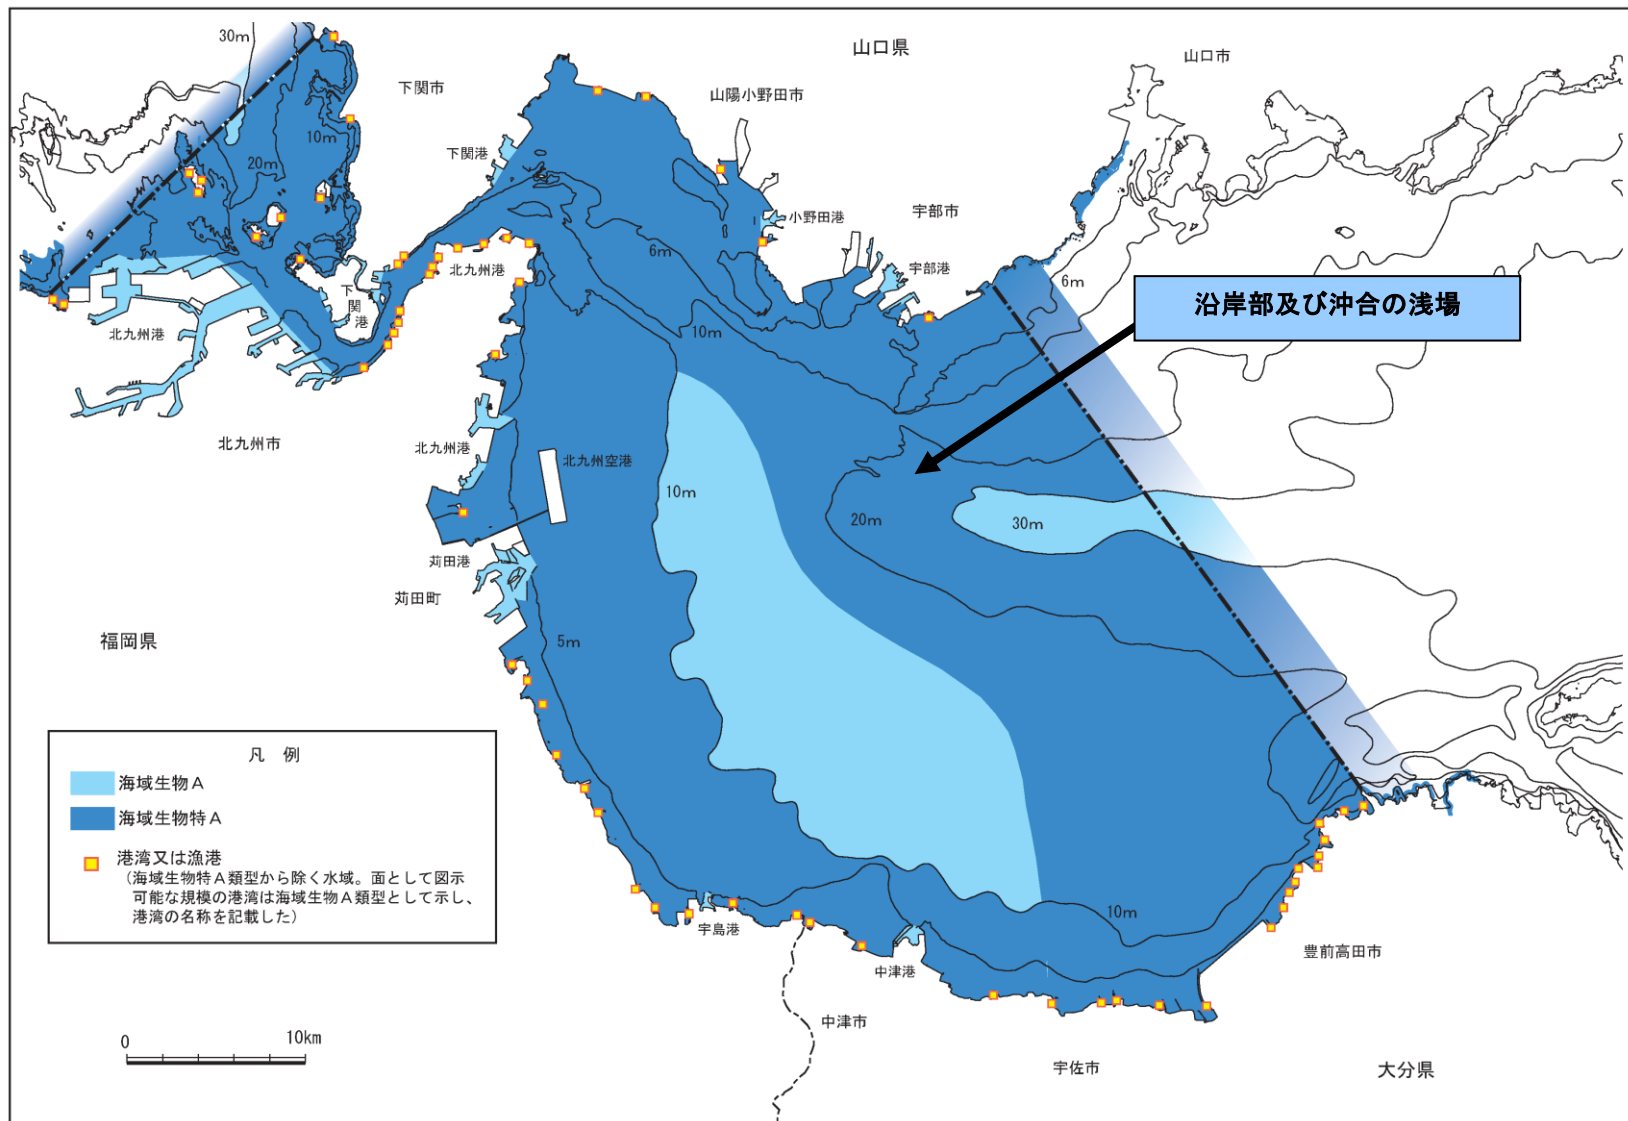 30m
山口県
山口市
下関市
山陽小野田市
10m
下関港
20m
小野田港
宇部市
6m
宇部港
6m
北九州港
沿岸部及び沖合の浅場
下
関
港
北九州港
10m
北九州市
北九州港
北九州空港
10m
20m
30m
苅田港
苅田町
福岡県
5m
凡 例
海域生物A
海域生物特A
港湾又は漁港
（海域生物特A類型から除く水域。面として図示
可能な規模の港湾は海域生物A類型として示し、
港湾の名称を記載した）
10m
宇島港
豊前高田市
中津港
中津市
0
10km
宇佐市
大分県